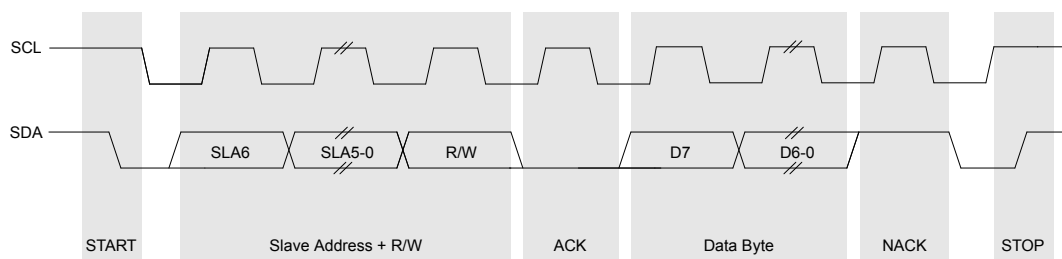 SCL
SDA
SLA6 SLA5-0 R/W D7 D6-0
START Slave Address + R/W ACK Data Byte NACK STOP